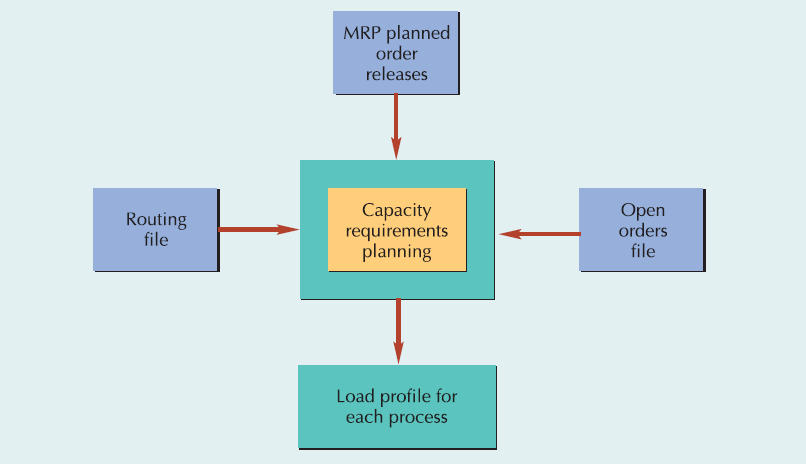 MRP planned
order
releases
Routing
file
Capacity
requirements
planning
Open
orders
file
Load profile for
each process